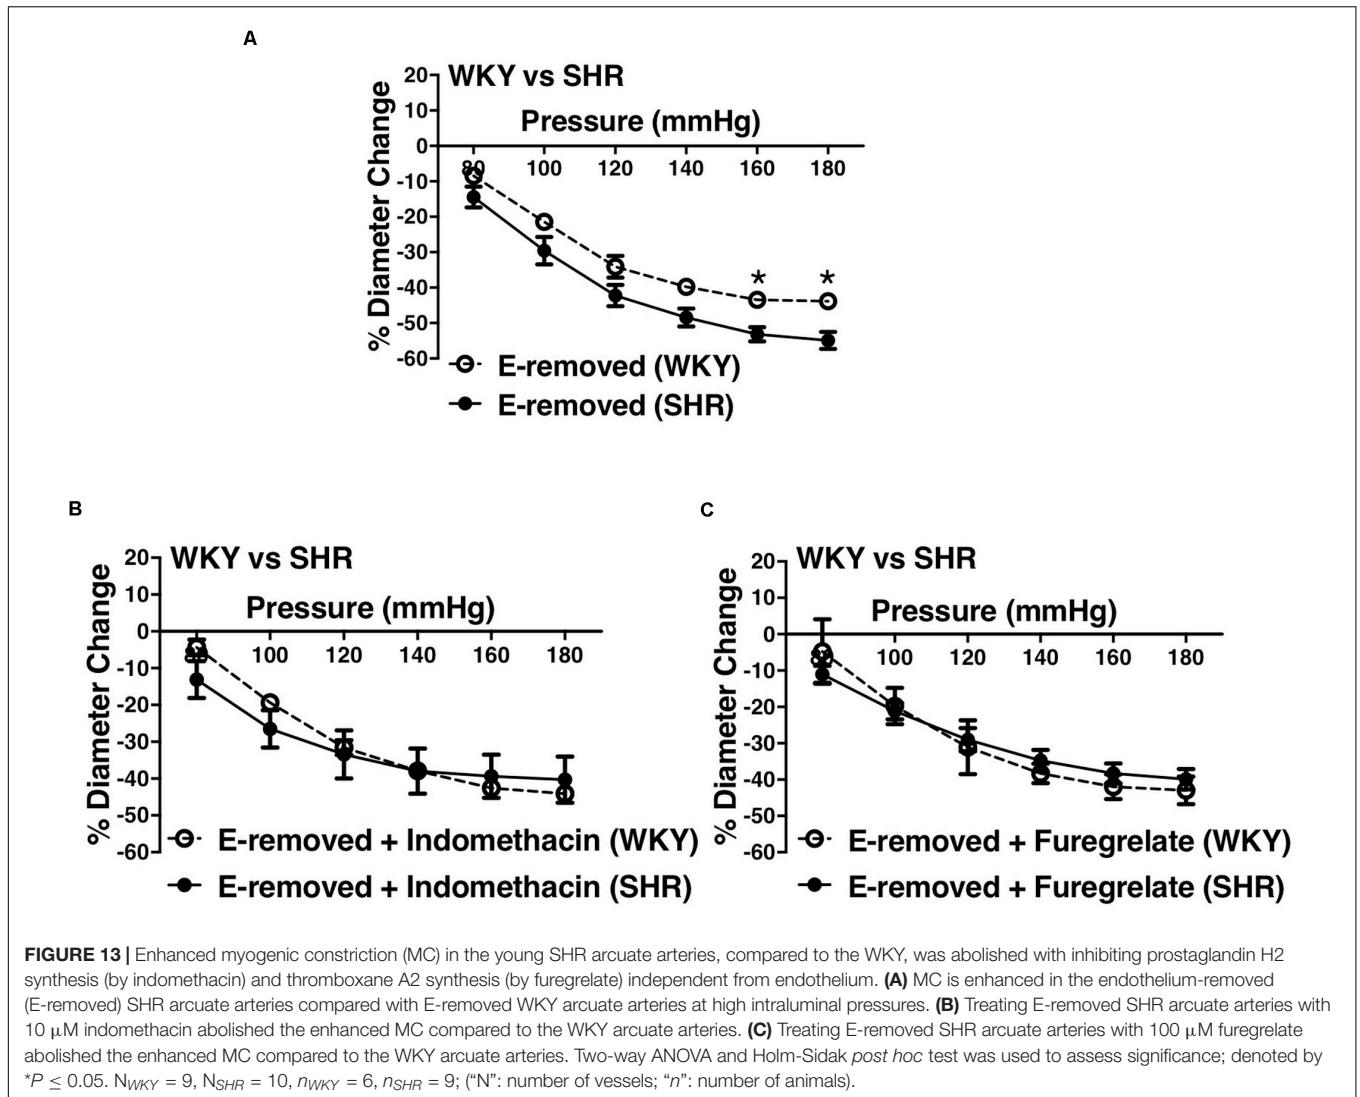 A
WKY vs SHR
Pressure (mmHg)
% Diameter Change
20
10
0
-10
-20
-30
-40
-50
-60
80 100 120 140 160 180
* *
E-removed (WKY)
E-removed (SHR)
B
WKY vs SHR
Pressure (mmHg)
% Diameter Change
20
10
0
-10
-20
-30
-40
-50
-60
80 100 120 140 160 180
E-removed + Indomethacin (WKY)
E-removed + Indomethacin (SHR)
C
WKY vs SHR
Pressure (mmHg)
% Diameter Change
20
10
0
-10
-20
-30
-40
-50
-60
80 100 120 140 160 180
E-removed + Furegrelate (WKY)
E-removed + Furegrelate (SHR)
FIGURE 13 | Enhanced myogenic constriction (MC) in the young SHR arcuate arteries, compared to the WKY, was abolished with inhibiting prostaglandin H2
synthesis (by indomethacin) and thromboxane A2 synthesis (by furegrelate) independent from endothelium. (A) MC is enhanced in the endothelium-removed
(E-removed) SHR arcuate arteries compared with E-removed WKY arcuate arteries at high intraluminal pressures. (B) Treating E-removed SHR arcuate arteries with
10 μM indomethacin abolished the enhanced MC compared to the WKY arcuate arteries. (C) Treating E-removed SHR arcuate arteries with 100 μM furegrelate
abolished the enhanced MC compared to the WKY arcuate arteries. Two-way ANOVA and Holm-Sidak post hoc test was used to assess significance; denoted by
*P ≤ 0.05. NWKY = 9, NSHR = 10, nWKY = 6, nSHR = 9; ("N": number of vessels; "n": number of animals).